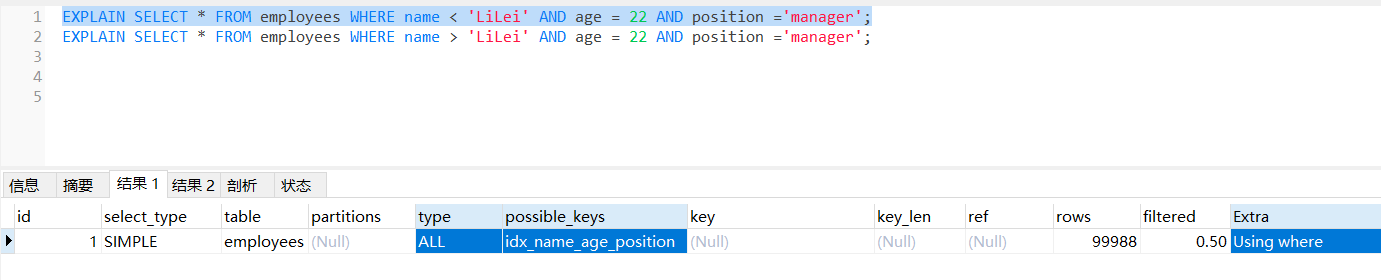 1 EXPLAIN SELECT * FROM employees WHERE name < 'LiLei' AND age = 22 AND position ='manager';
2 EXPLAIN SELECT * FROM employees WHERE name > 'LiLei' AND age = 22 AND position ='manager';
3
4
5
信息 摘要 结果 1 结果 2 剖析 状态
id select_type table partitions type possible_keys key key_len ref rows filtered Extra
1 SIMPLE employees (Null) ALL idx_name_age_position (Null) (Null) (Null) 99988 0.50 Using where